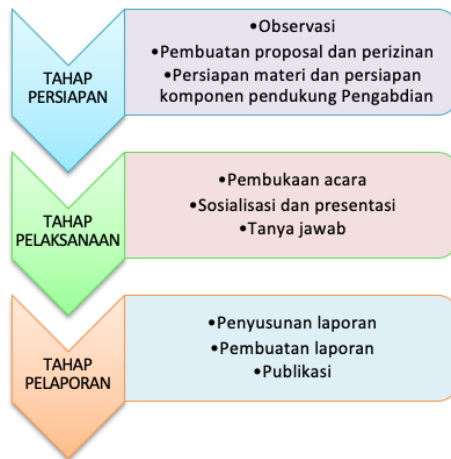 TAHAP
PERSIAPAN
•Observasi
•Pembuatan proposal dan perizinan
•Persiapan materi dan persiapan
komponen pendukung Pengabdian
TAHAP
PELAKSANAAN
•Pembukaan acara
•Sosialisasi dan presentasi
•Tanya jawab
TAHAP
PELAPORAN
•Penyusunan laporan
•Pembuatan laporan
•Publikasi